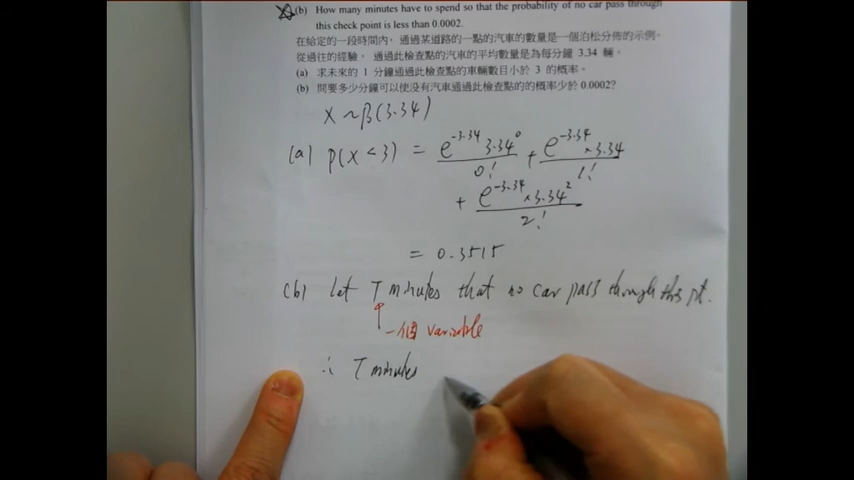 (b) How many minutes have to spend so that the probability of no car pass through
this check point is less than 0.0002.
在給定的一段時間內，通過某道路的一點的汽車的數量是一個泊松分佈的示例。
從過往的經驗，通過此檢查點的汽車的平均數量是為每分鐘 3.34 輛。
(a) 求未來的 1 分鐘通過此檢查點的車輛數目小於 3 的概率。
(b) 問要多少分鐘可以使没有汽車通過此檢查點的的概率少於 0.0002?
X ~ P(3.34)
(a) P(X < 3) = e^-3.34 3.34^0 / 0! + e^-3.34 × 3.34 / 1!
+ e^-3.34 × 3.34^2 / 2!
= 0.3515
(b) let T minutes that no car pass through this pt.
↑ 一個 variable
∴ T minutes